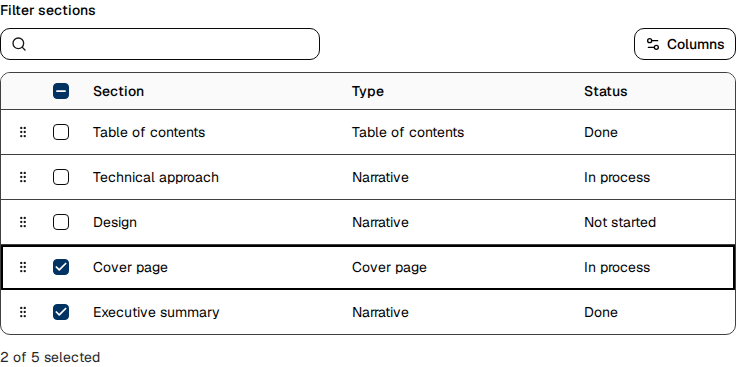 Filter sections
Columns
Section Type Status
Table of contents Table of contents Done
Technical approach Narrative In process
Design Narrative Not started
Cover page Cover page In process
Executive summary Narrative Done
2 of 5 selected